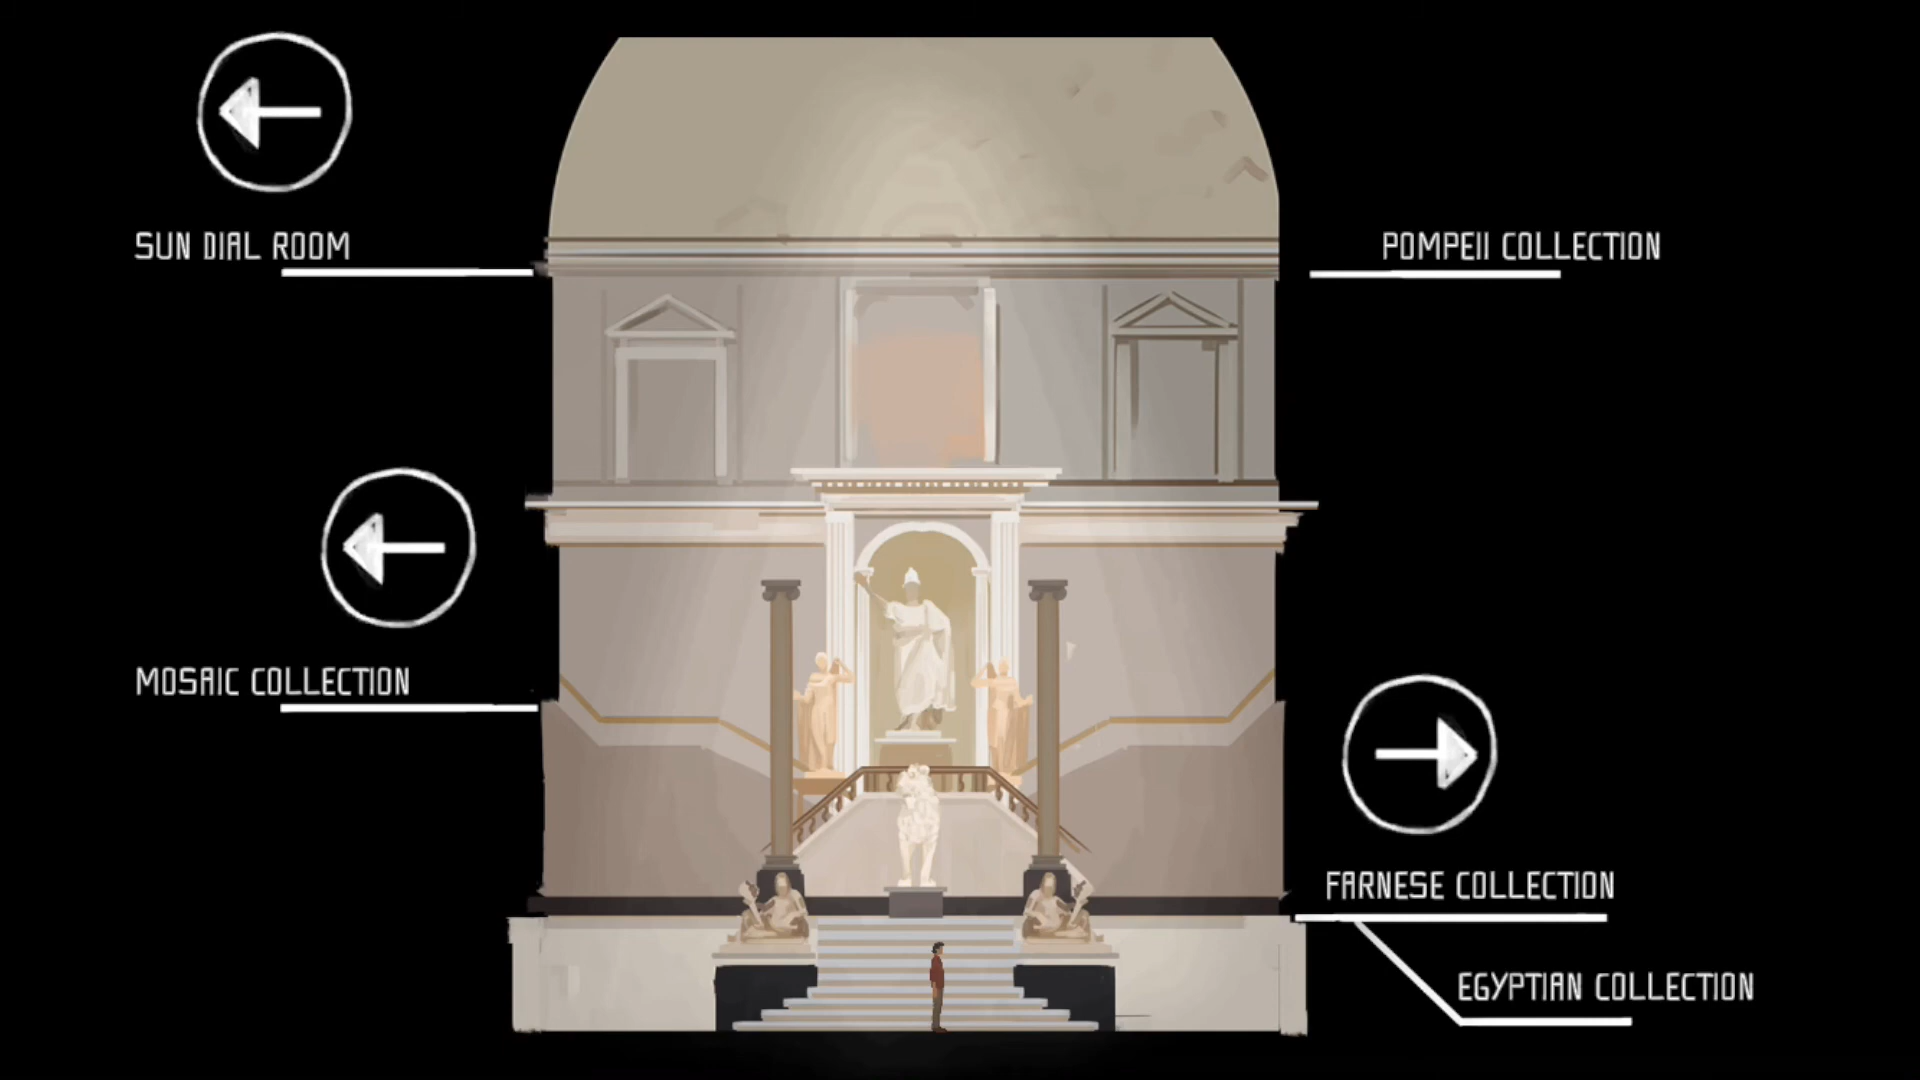 SUN DIAL ROOM
POMPEII COLLECTION
MOSAIC COLLECTION
FARNESE COLLECTION
EGYPTIAN COLLECTION